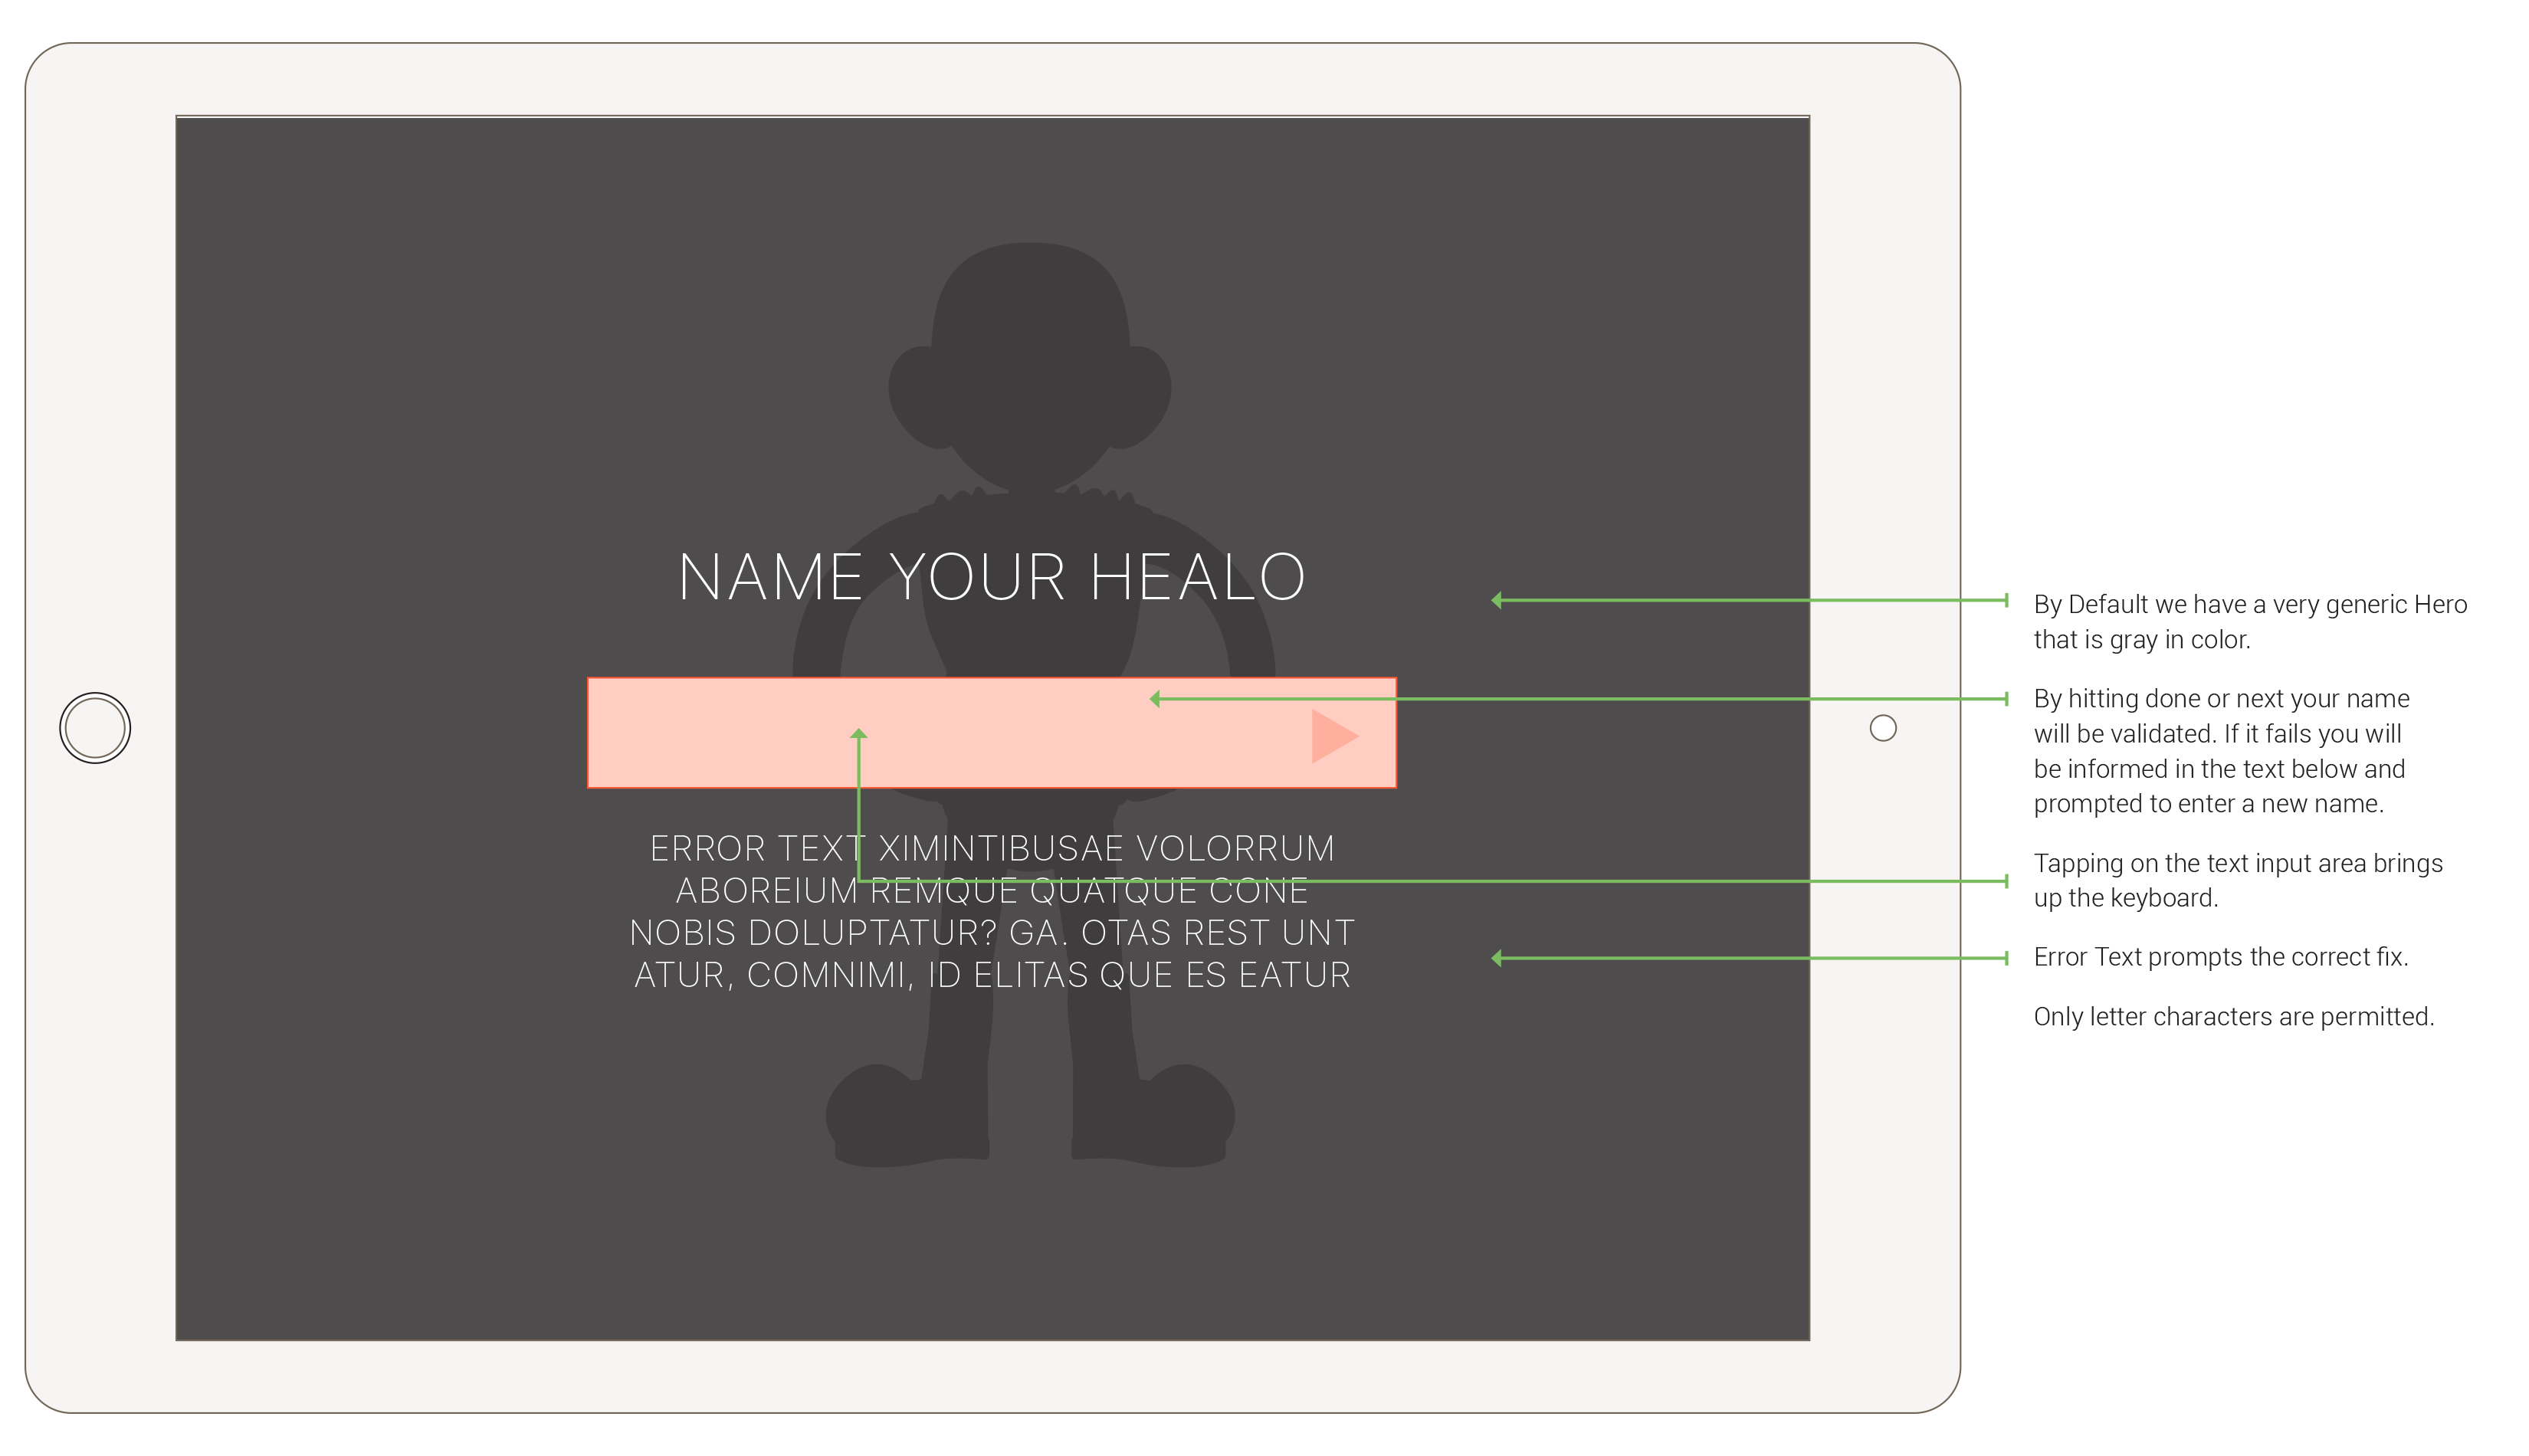 NAME YOUR HEALO
ERROR TEXT XIMINTIBUSAE VOLORRUM
ABOREIUM REMQUE QUATQUE CONE
NOBIS DOLUPTATUR? GA. OTAS REST UNT
ATUR, COMNIMI, ID ELITAS QUE ES EATUR
By Default we have a very generic Hero
that is gray in color.
By hitting done or next your name
will be validated. If it fails you will
be informed in the text below and
prompted to enter a new name.
Tapping on the text input area brings
up the keyboard.
Error Text prompts the correct fix.
Only letter characters are permitted.